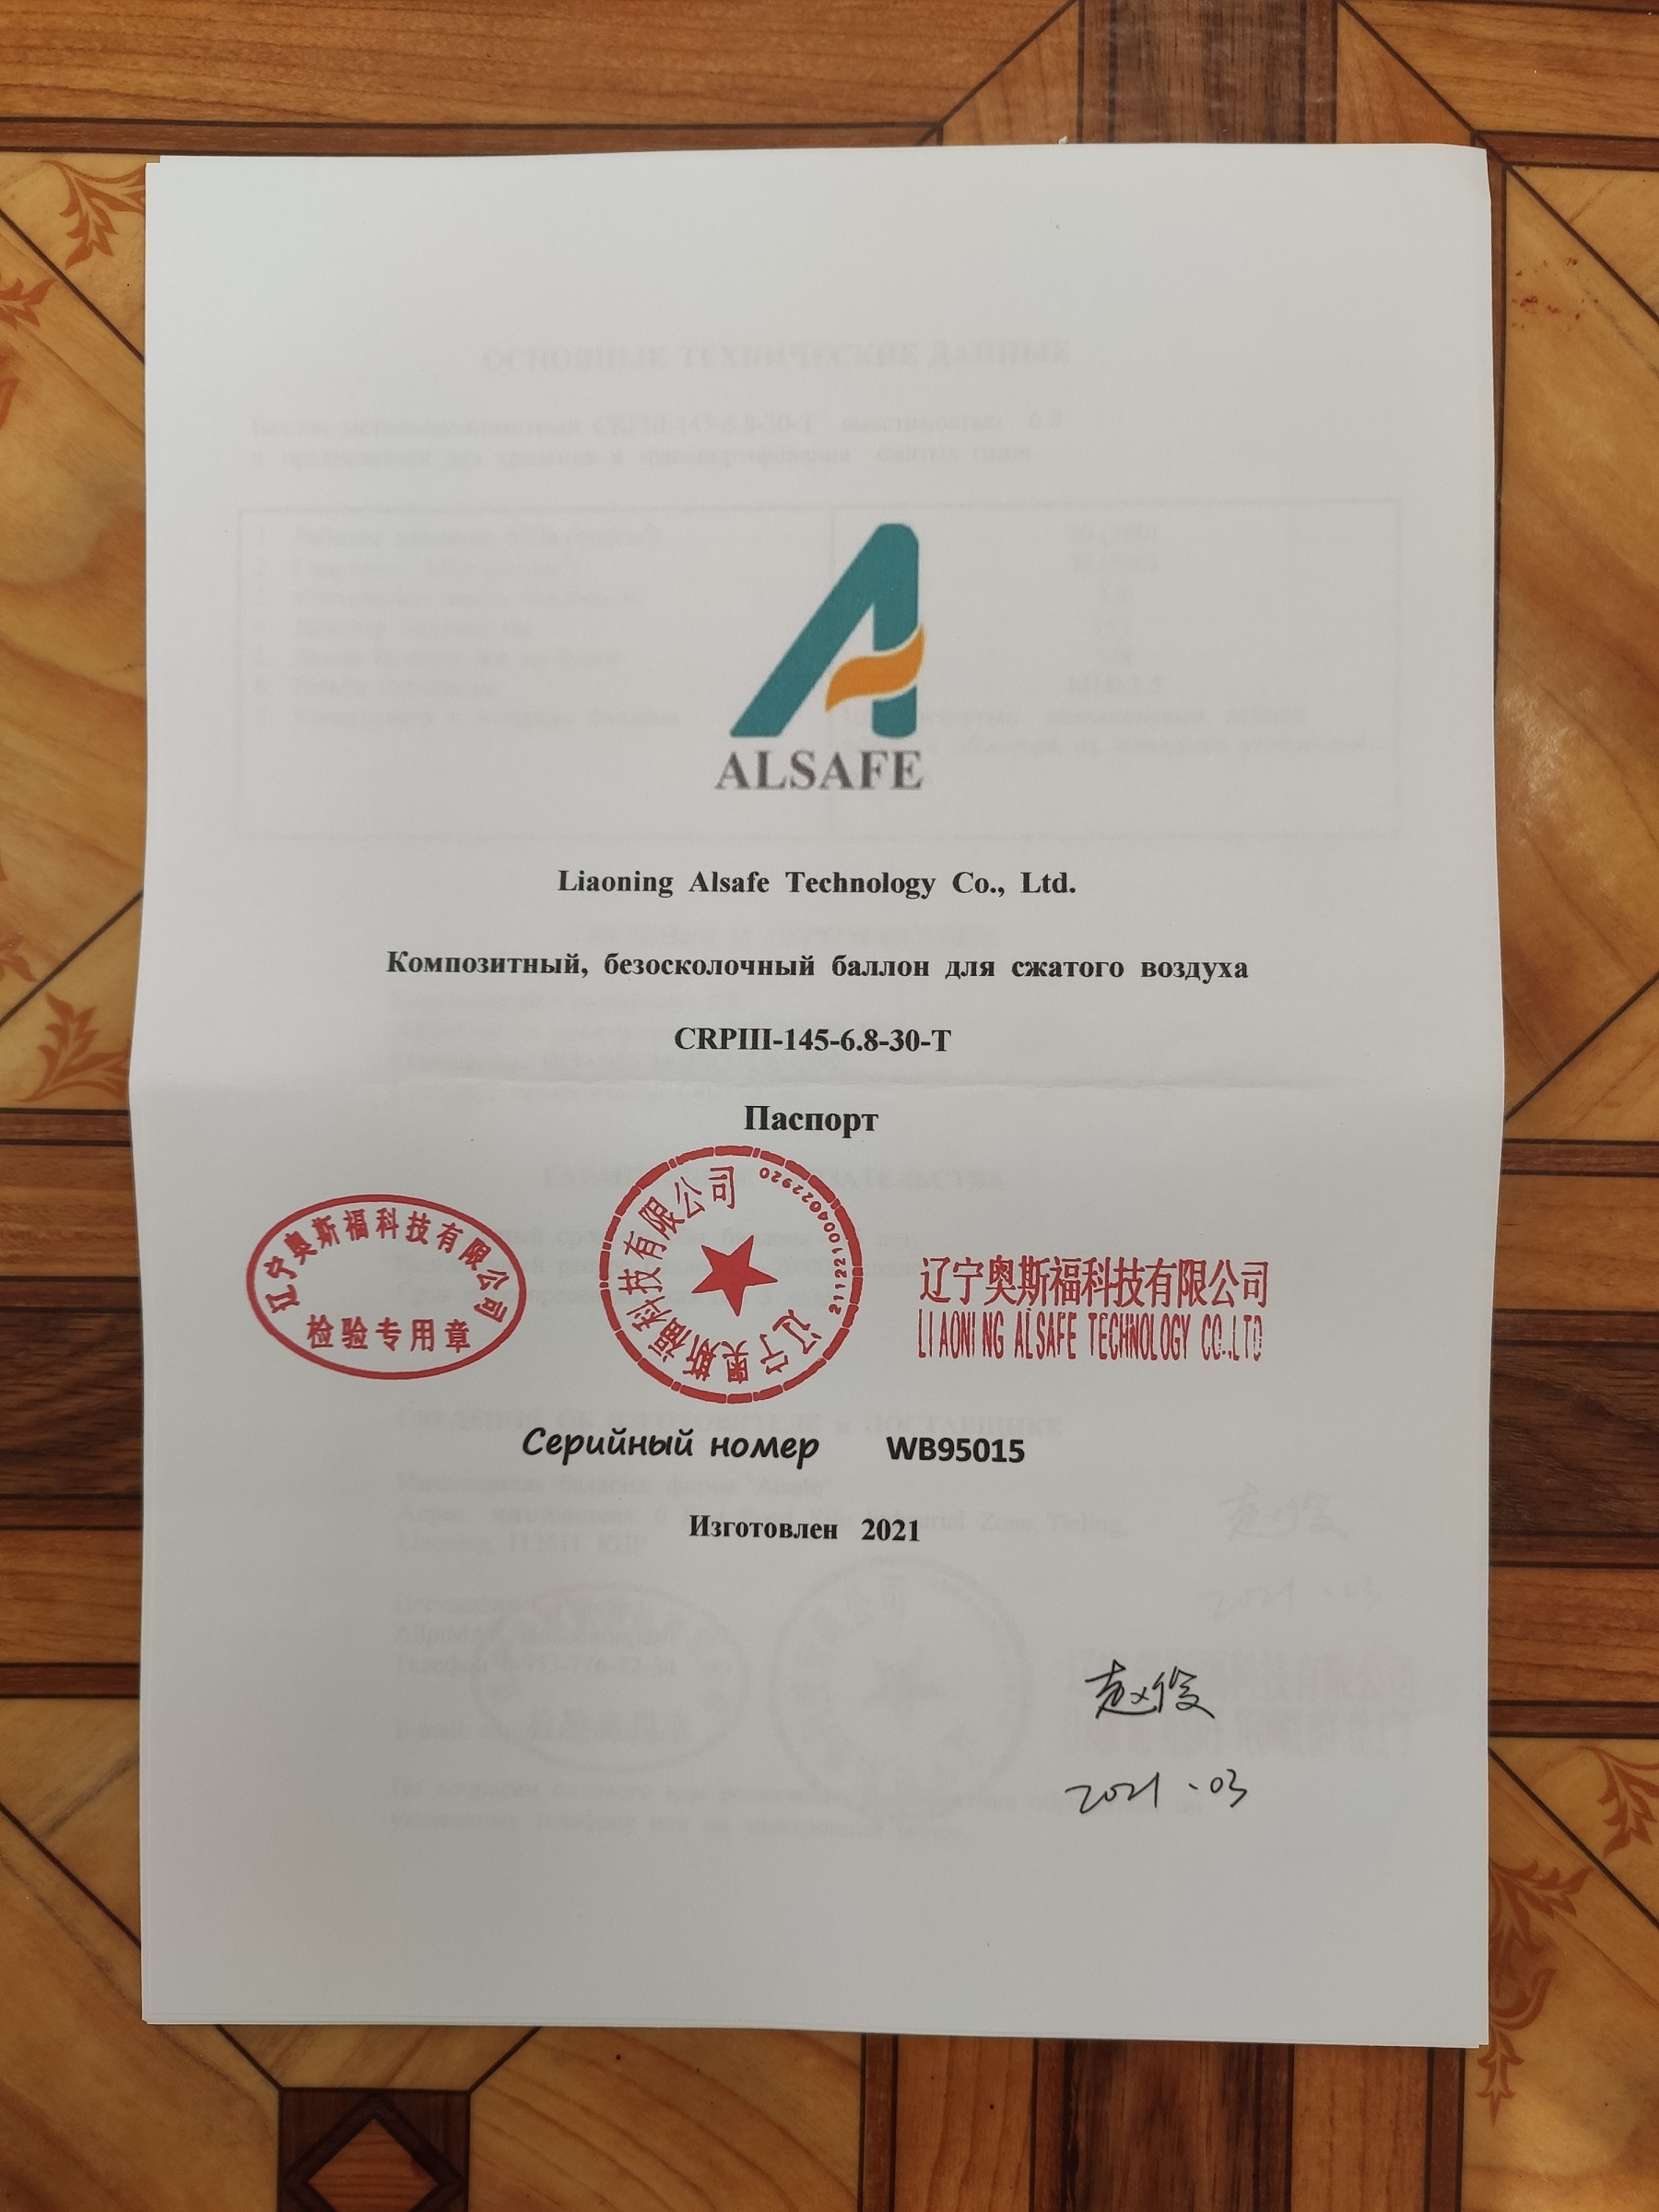 ALSAFE
Liaoning Alsafe Technology Co., Ltd.
Композитный, безосколочный баллон для сжатого воздуха
CRPIII-145-6.8-30-T
Паспорт
辽宁奥斯福科技有限公司
检验专用章
辽宁奥斯福科技有限公司
2112210040222920
辽宁奥斯福科技有限公司
LIAONING ALSAFE TECHNOLOGY CO.,LTD
Серийный номер WB95015
Изготовлен 2021
赵俊
2021.03